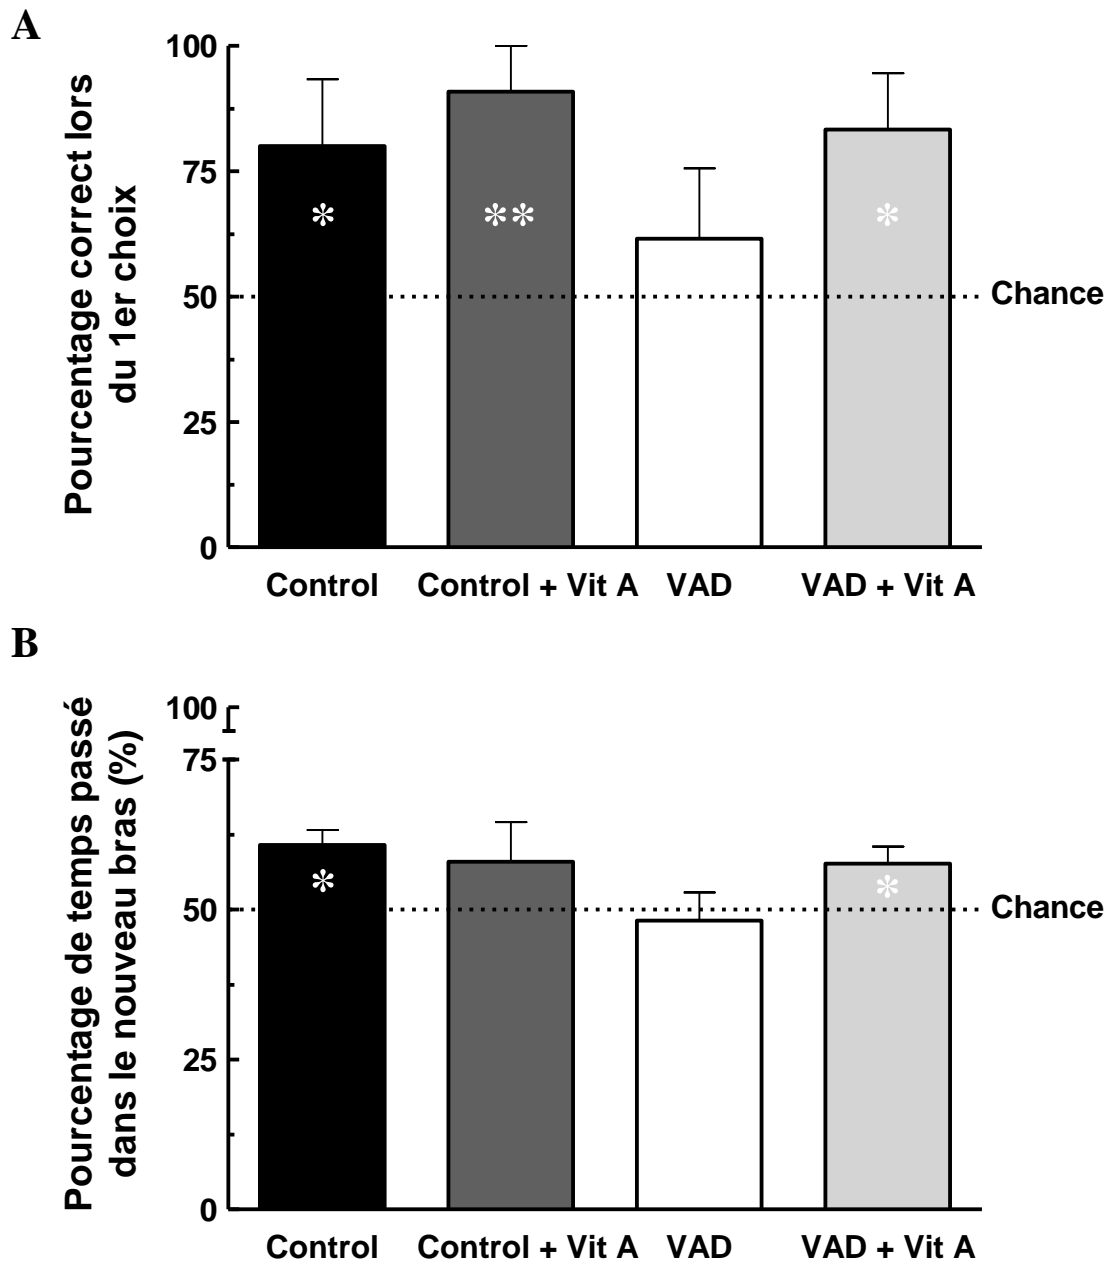 A
Pourcentage correct lors
du 1er choix
100
75
50
25
0
*
**
*
Chance
Control
Control + Vit A
VAD
VAD + Vit A
B
Pourcentage de temps passé
dans le nouveau bras (%)
100
75
50
25
0
*
*
Chance
Control
Control + Vit A
VAD
VAD + Vit A